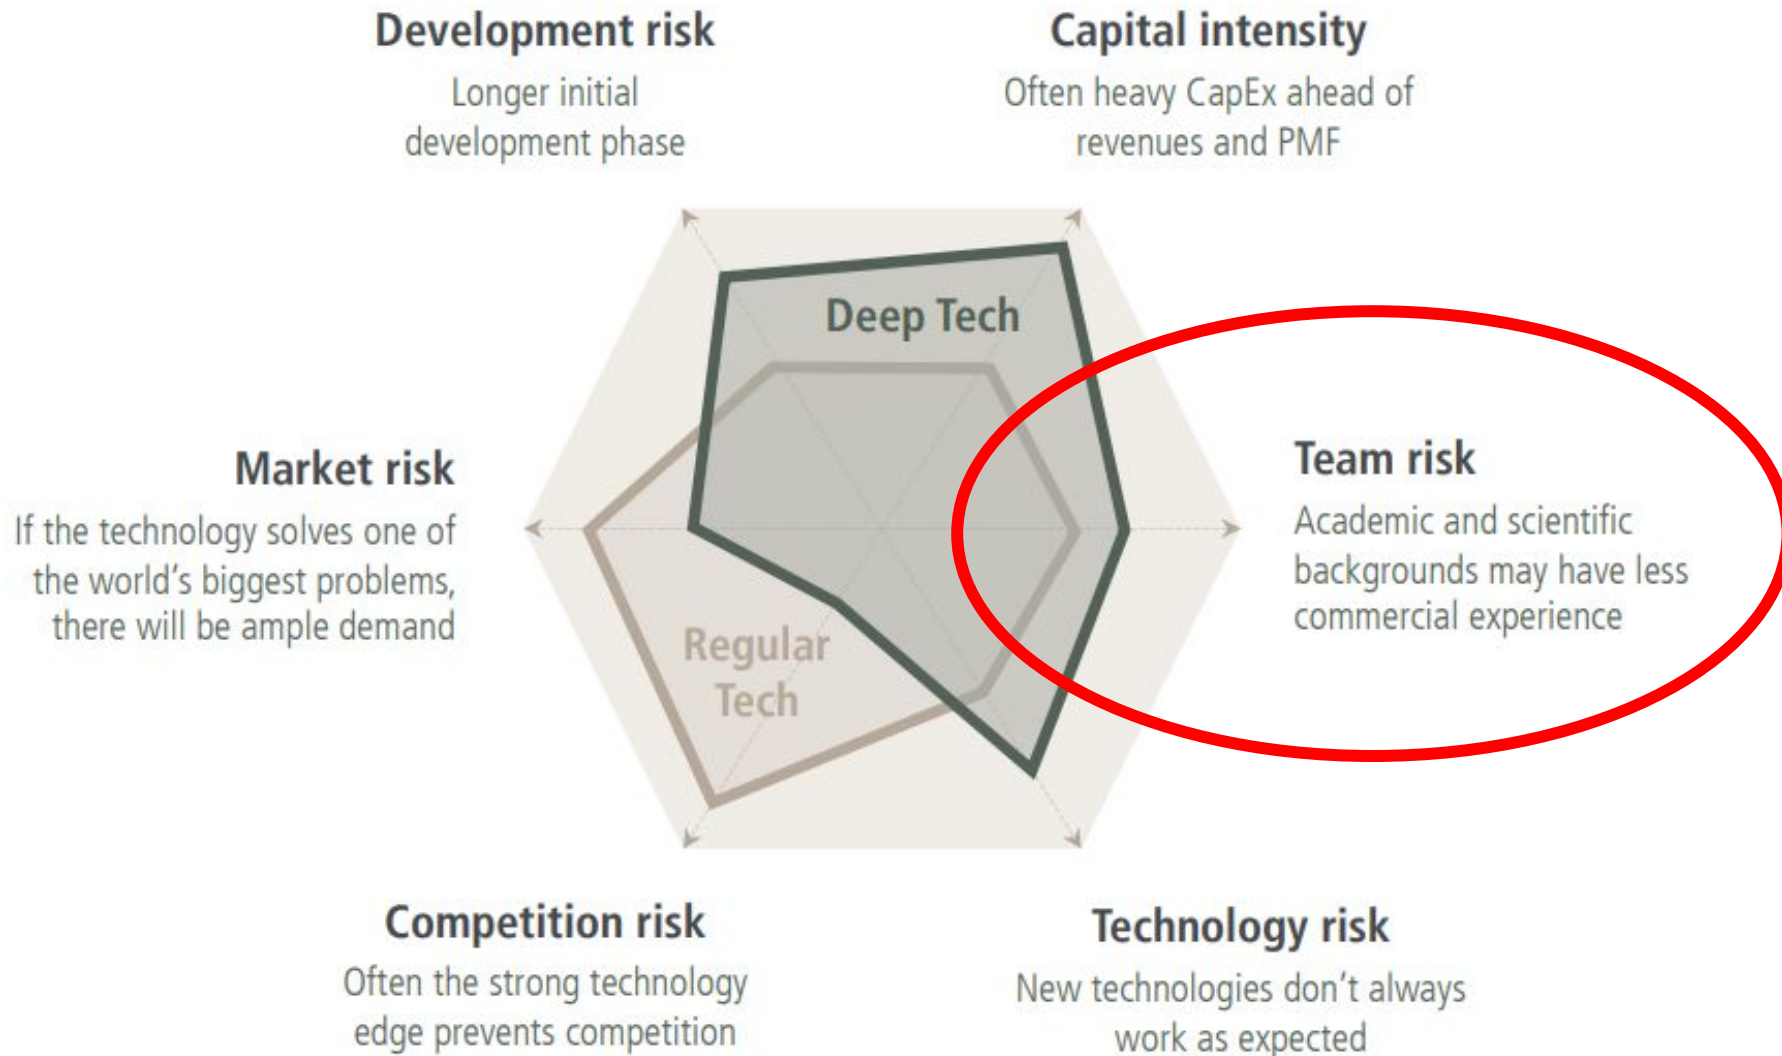 Development risk
Longer initial
development phase
Capital intensity
Often heavy CapEx ahead of
revenues and PMF
Deep Tech
Market risk
If the technology solves one of
the world's biggest problems,
there will be ample demand
Team risk
Academic and scientific
backgrounds may have less
commercial experience
Regular
Tech
Competition risk
Often the strong technology
edge prevents competition
Technology risk
New technologies don't always
work as expected